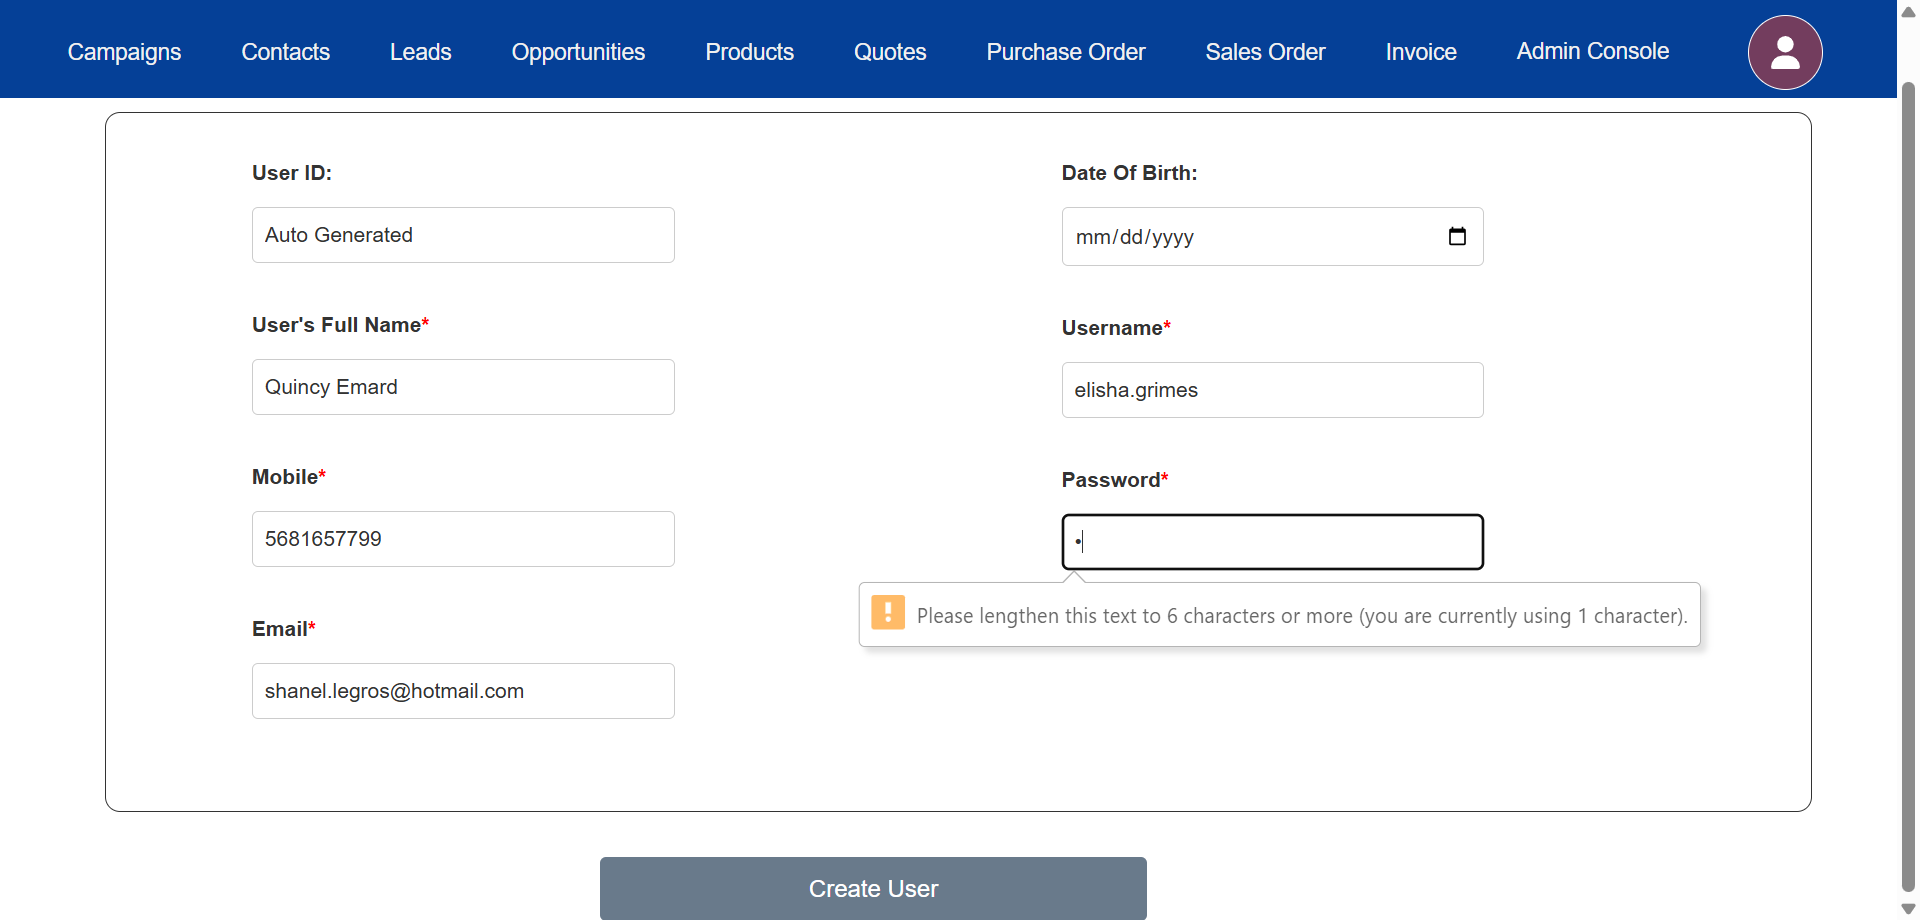 Campaigns Contacts Leads Opportunities Products Quotes Purchase Order Sales Order Invoice Admin Console
User ID:
Auto Generated
User's Full Name*
Quincy Emard
Mobile*
5681657799
Email*
shanel.legros@hotmail.com
Date Of Birth:
mm/dd/yyyy
Username*
elisha.grimes
Password*
•
Please lengthen this text to 6 characters or more (you are currently using 1 character).
Create User